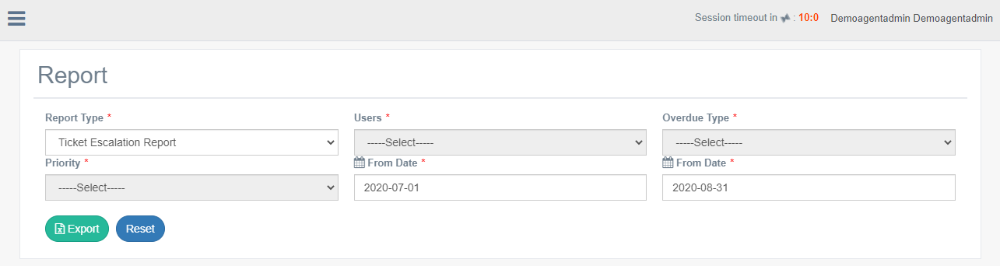 Session timeout in : 10:0 Demoagentadmin Demoagentadmin
Report
Report Type * Users * Overdue Type *
Ticket Escalation Report -----Select----- -----Select-----
Priority * From Date * From Date *
-----Select----- 2020-07-01 2020-08-31
Export Reset